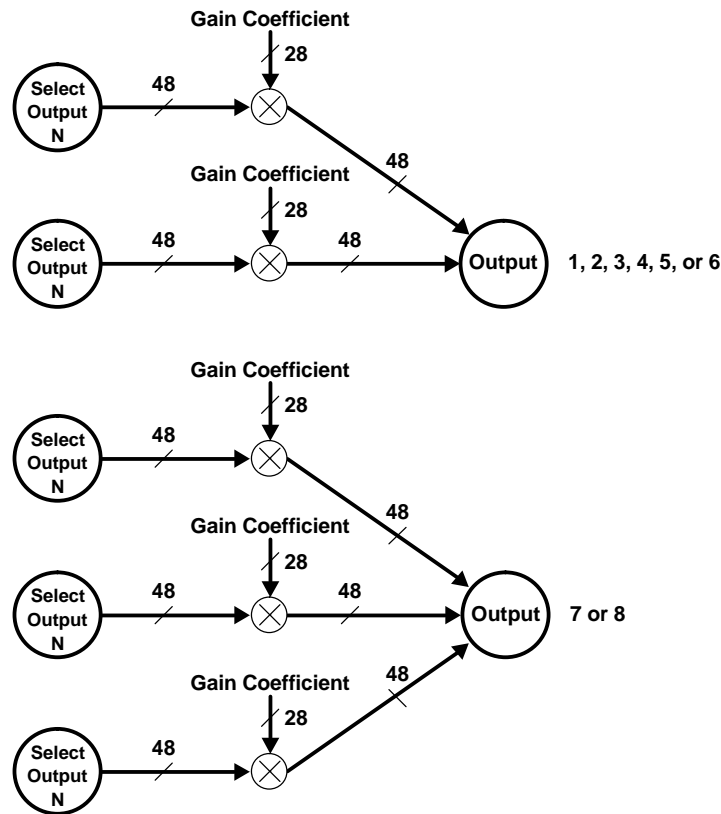 Gain Coefficient
28
48
Select
Output
N
48
Gain Coefficient
28
48
48
Select
Output
N
Output
1, 2, 3, 4, 5, or 6
Gain Coefficient
28
48
Select
Output
N
48
Gain Coefficient
28
48
48
Select
Output
N
Output
7 or 8
Gain Coefficient
48
28
48
Select
Output
N